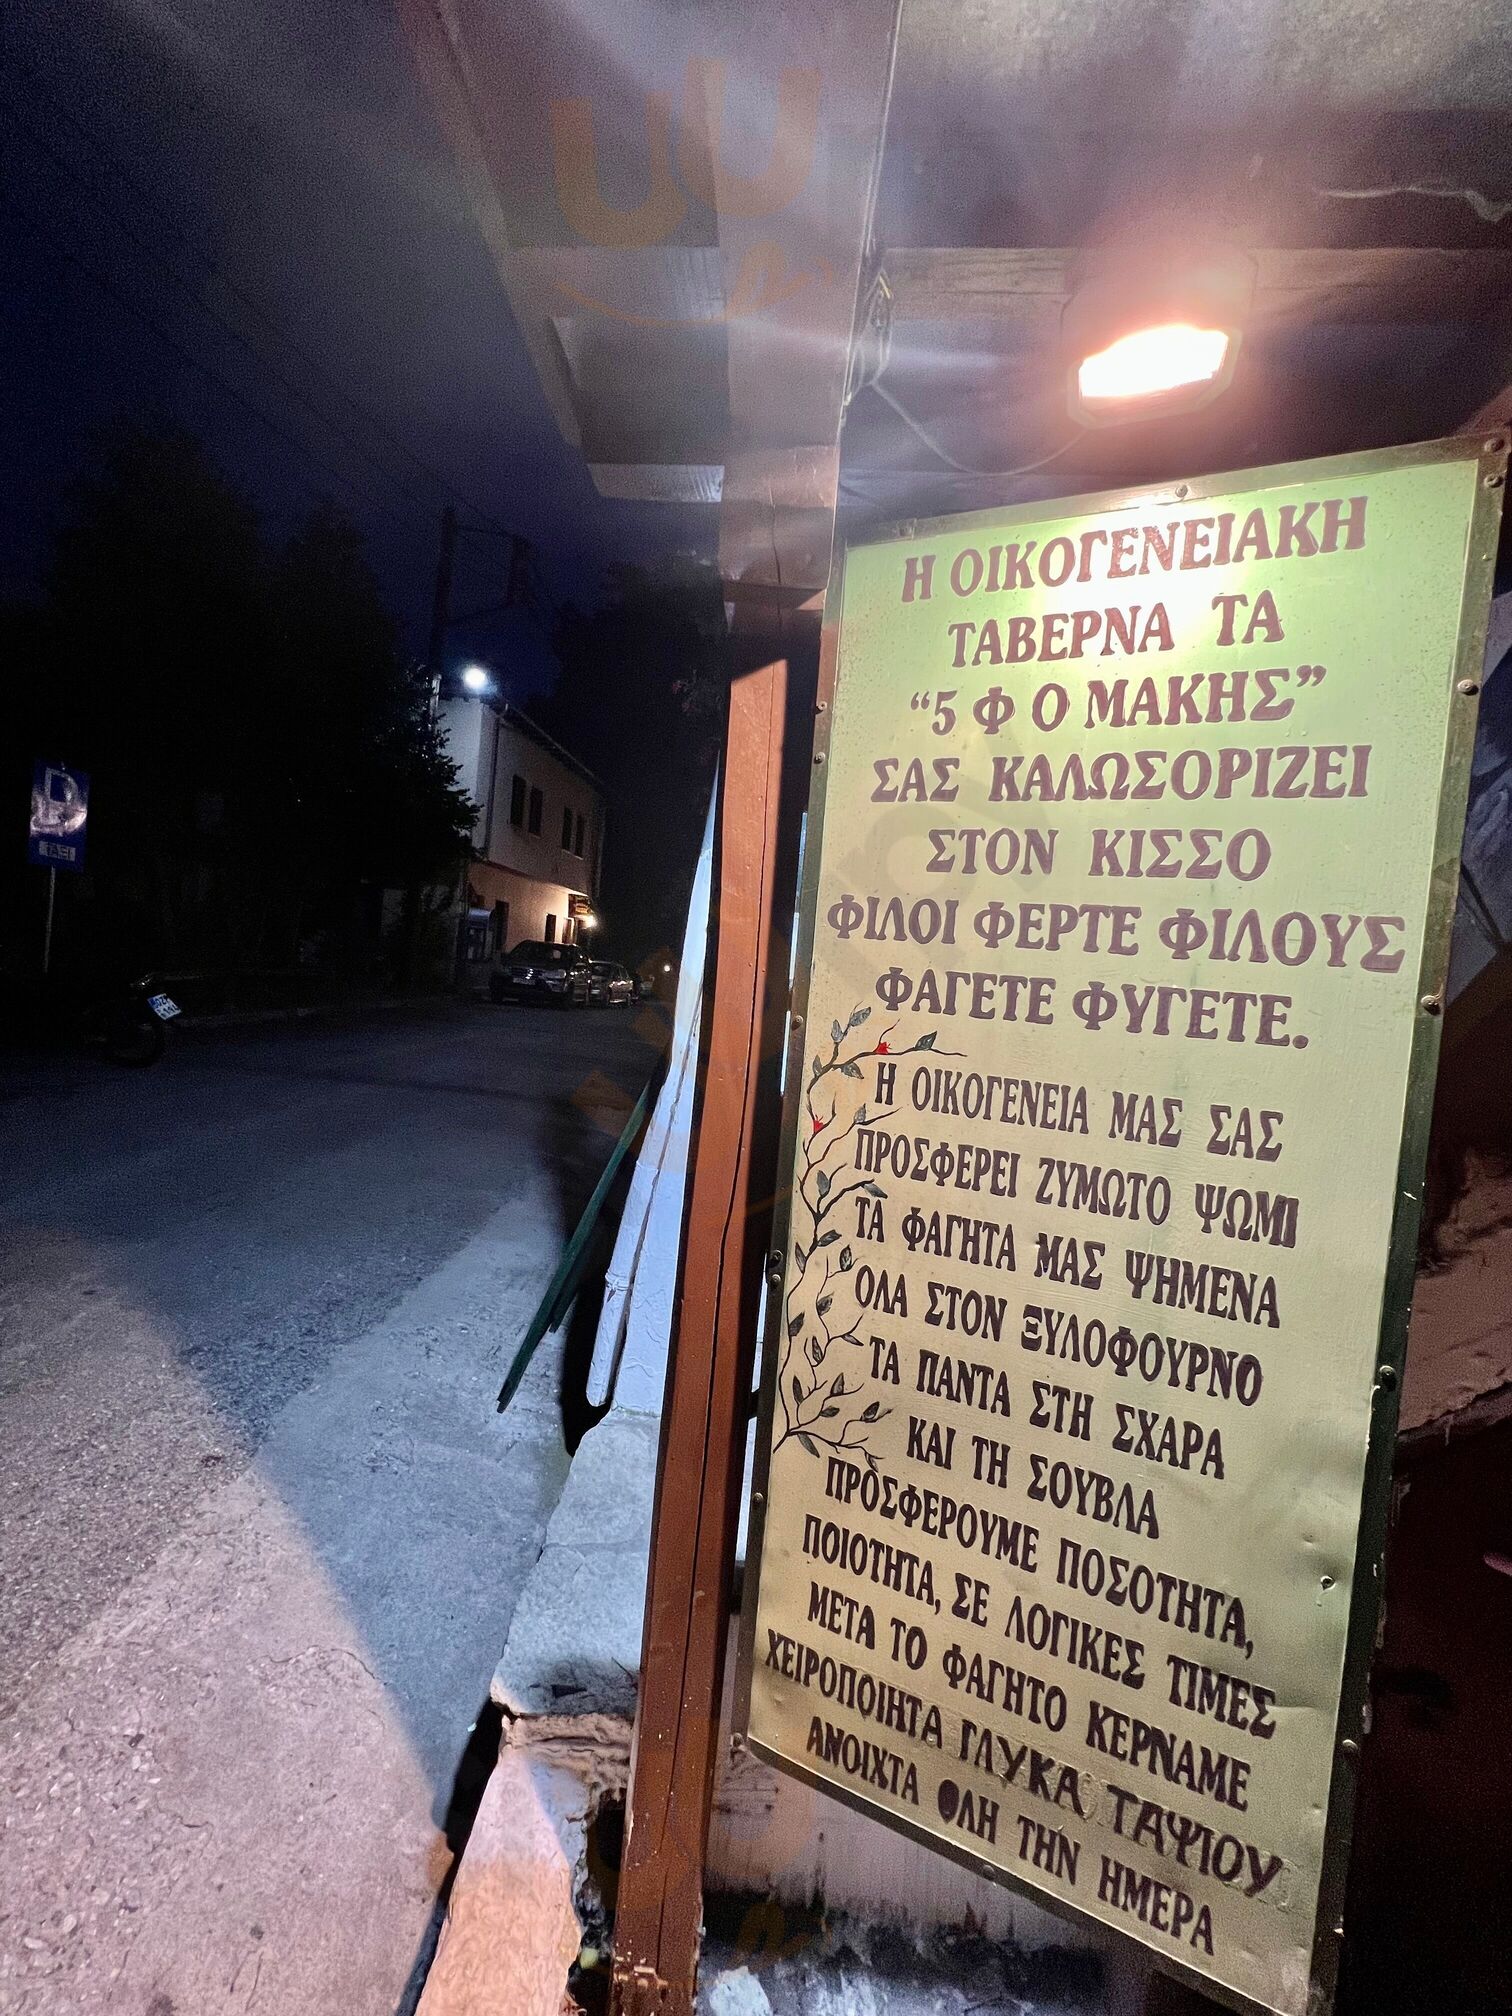 Η ΟΙΚΟΓΕΝΕΙΑΚΗ
ΤΑΒΕΡΝΑ ΤΑ
“5 Φ Ο ΜΑΚΗΣ”
ΣΑΣ ΚΑΛΩΣΟΡΙΖΕΙ
ΣΤΟΝ ΚΙΣΣΟ
ΦΙΛΟΙ ΦΕΡΤΕ ΦΙΛΟΥΣ
ΦΑΓΕΤΕ ΦΥΓΕΤΕ.
Η ΟΙΚΟΓΕΝΕΙΑ ΜΑΣ ΣΑΣ
ΠΡΟΣΦΕΡΕΙ ΖΥΜΩΤΟ ΨΩΜΙ
ΤΑ ΦΑΓΗΤΑ ΜΑΣ ΨΗΜΕΝΑ
ΟΛΑ ΣΤΟΝ ΞΥΛΟΦΟΥΡΝΟ
ΤΑ ΠΑΝΤΑ ΣΤΗ ΣΧΑΡΑ
ΚΑΙ ΤΗ ΣΟΥΒΛΑ
ΠΡΟΣΦΕΡΟΥΜΕ ΠΟΣΟΤΗΤΑ,
ΠΟΙΟΤΗΤΑ, ΣΕ ΛΟΓΙΚΕΣ ΤΙΜΕΣ
ΜΕΤΑ ΤΟ ΦΑΓΗΤΟ ΚΕΡΝΑΜΕ
ΧΕΙΡΟΠΟΙΗΤΑ ΓΛΥΚΑ ΤΑΨΙΟΥ
ΑΝΟΙΧΤΑ ΟΛΗ ΤΗΝ ΗΜΕΡΑ
P
ΤΑΞΙ